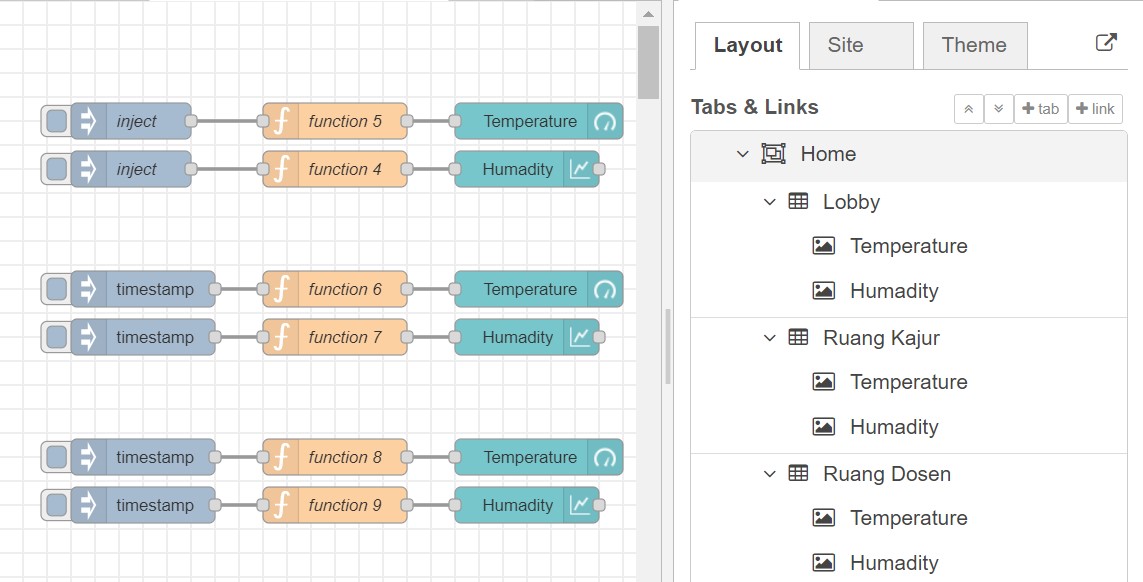 inject function 5 Temperature
inject function 4 Humadity
timestamp function 6 Temperature
timestamp function 7 Humadity
timestamp function 8 Temperature
timestamp function 9 Humadity
Layout Site Theme
Tabs & Links tab link
Home
Lobby
Temperature
Humadity
Ruang Kajur
Temperature
Humadity
Ruang Dosen
Temperature
Humadity